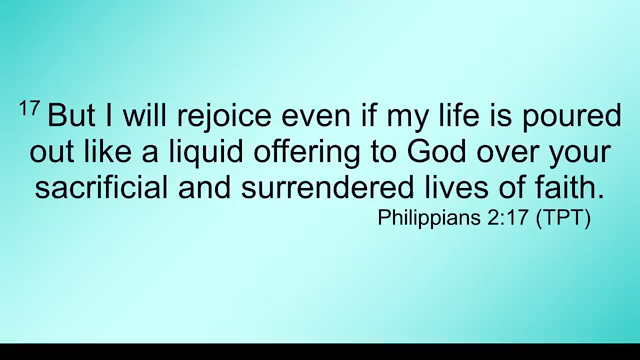 17 But I will rejoice even if my life is poured
out like a liquid offering to God over your
sacrificial and surrendered lives of faith.
Philippians 2:17 (TPT)